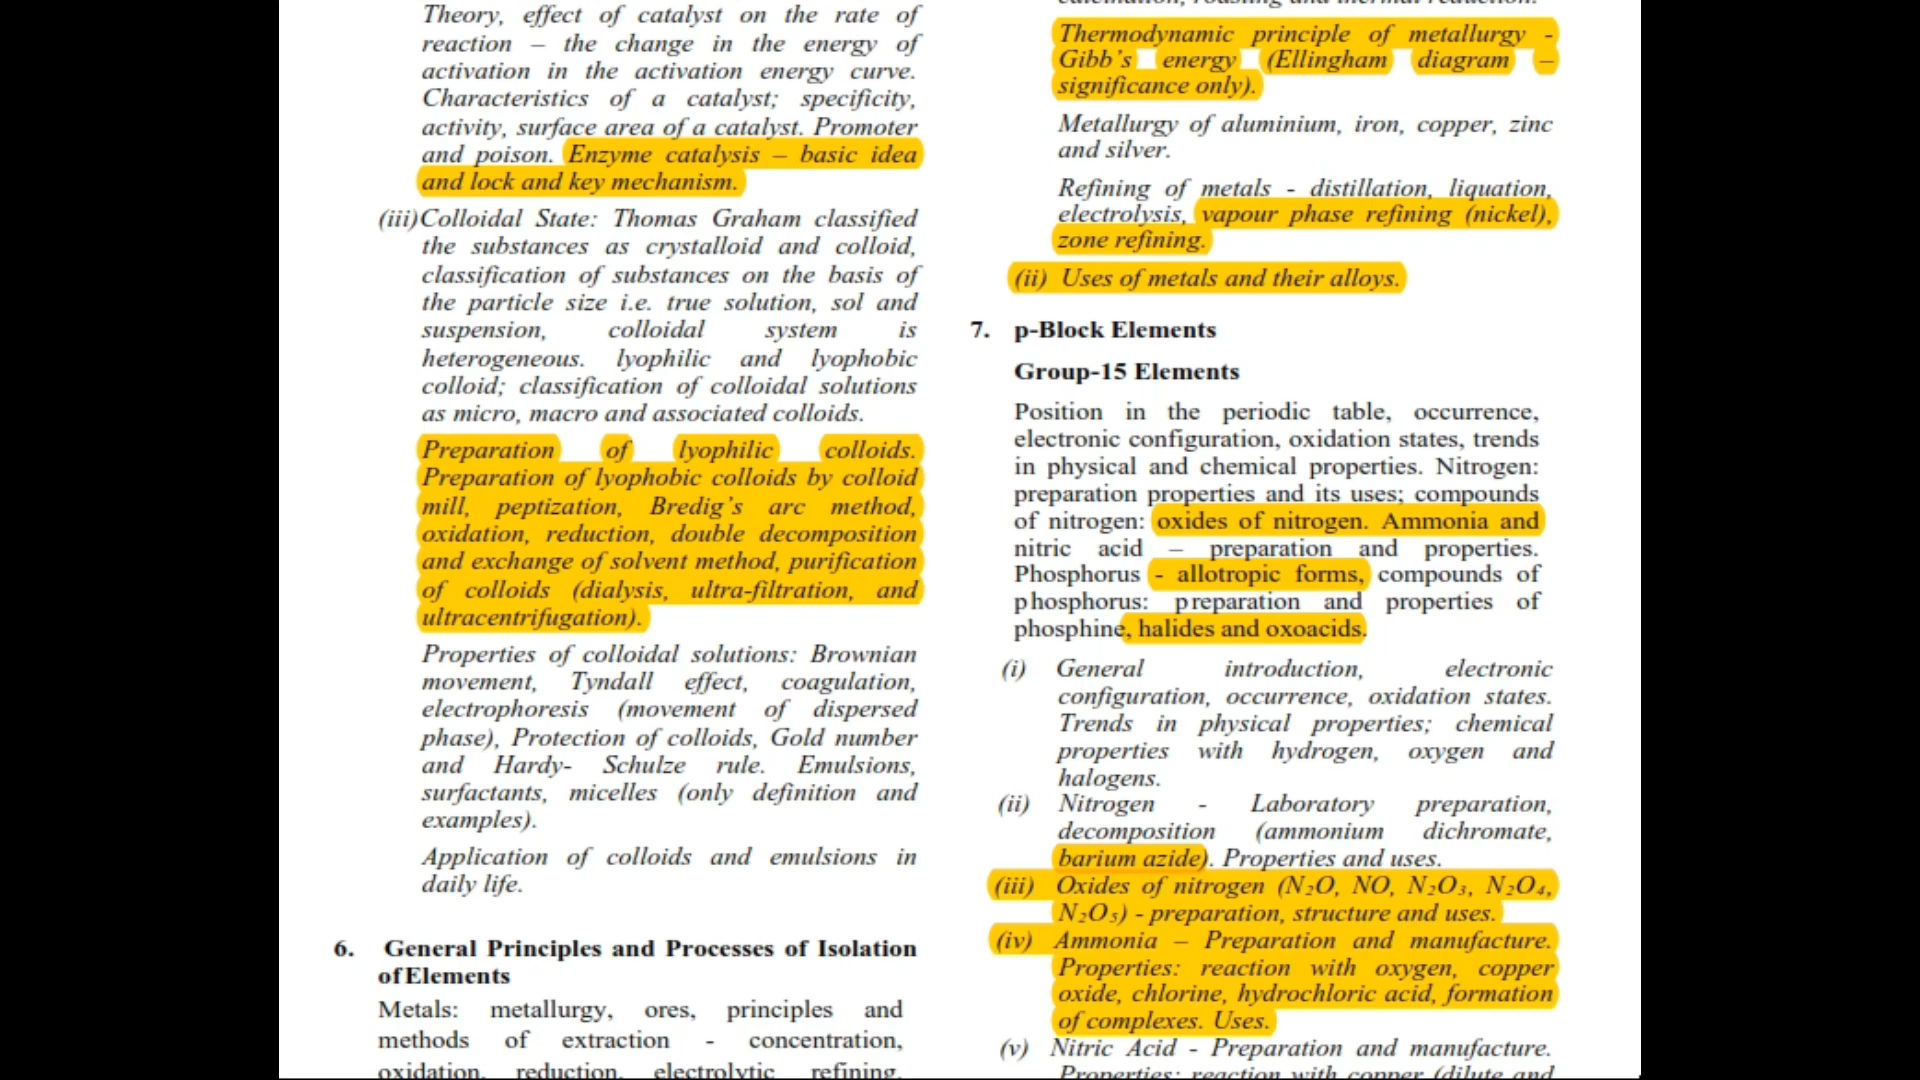 Theory, effect of catalyst on the rate of
reaction – the change in the energy of
activation in the activation energy curve.
Characteristics of a catalyst; specificity,
activity, surface area of a catalyst. Promoter
and poison. Enzyme catalysis – basic idea
and lock and key mechanism.
(iii)Colloidal State: Thomas Graham classified
the substances as crystalloid and colloid,
classification of substances on the basis of
the particle size i.e. true solution, sol and
suspension, colloidal system is
heterogeneous. lyophilic and lyophobic
colloid; classification of colloidal solutions
as micro, macro and associated colloids.
Preparation of lyophilic colloids.
Preparation of lyophobic colloids by colloid
mill, peptization, Bredig’s arc method,
oxidation, reduction, double decomposition
and exchange of solvent method, purification
of colloids (dialysis, ultra-filtration, and
ultracentrifugation).
Properties of colloidal solutions: Brownian
movement, Tyndall effect, coagulation,
electrophoresis (movement of dispersed
phase), Protection of colloids, Gold number
and Hardy- Schulze rule. Emulsions,
surfactants, micelles (only definition and
examples).
Application of colloids and emulsions in
daily life.
6. General Principles and Processes of Isolation
of Elements
Metals: metallurgy, ores, principles and
methods of extraction - concentration,
oxidation, reduction, electrolytic refining,
calcination, roasting and thermal reduction.
Thermodynamic principle of metallurgy -
Gibb’s energy (Ellingham diagram –
significance only).
Metallurgy of aluminium, iron, copper, zinc
and silver.
Refining of metals - distillation, liquation,
electrolysis, vapour phase refining (nickel),
zone refining.
(ii) Uses of metals and their alloys.
7. p-Block Elements
Group-15 Elements
Position in the periodic table, occurrence,
electronic configuration, oxidation states, trends
in physical and chemical properties. Nitrogen:
preparation properties and its uses; compounds
of nitrogen: oxides of nitrogen. Ammonia and
nitric acid – preparation and properties.
Phosphorus - allotropic forms, compounds of
phosphorus: preparation and properties of
phosphine, halides and oxoacids.
(i) General introduction, electronic
configuration, occurrence, oxidation states.
Trends in physical properties; chemical
properties with hydrogen, oxygen and
halogens.
(ii) Nitrogen - Laboratory preparation,
decomposition (ammonium dichromate,
barium azide). Properties and uses.
(iii) Oxides of nitrogen (N₂O, NO, N₂O₃, N₂O₄,
N₂O₅) - preparation, structure and uses.
(iv) Ammonia – Preparation and manufacture.
Properties: reaction with oxygen, copper
oxide, chlorine, hydrochloric acid, formation
of complexes. Uses.
(v) Nitric Acid - Preparation and manufacture.
Properties: reaction with copper (dilute and